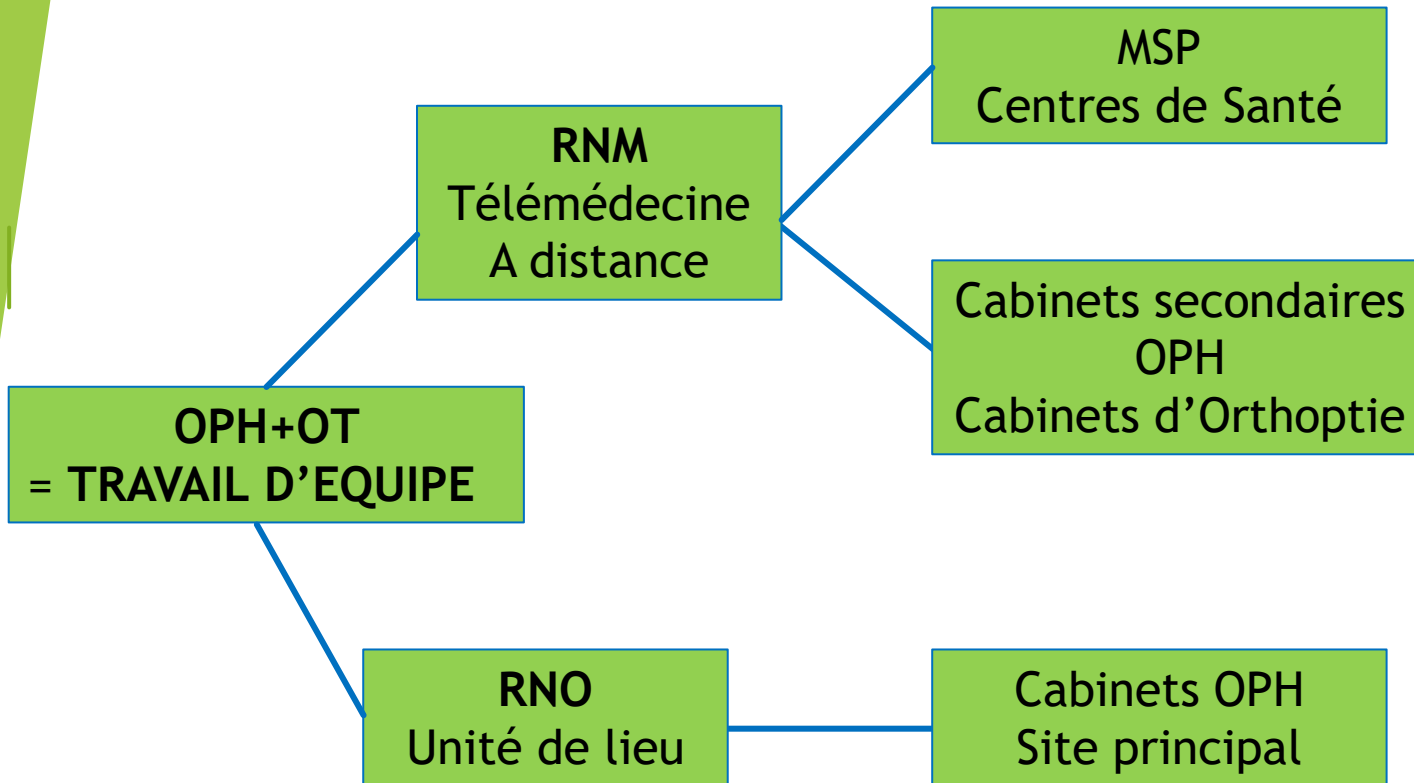 MSP
Centres de Santé
RNM
Télémédecine
A distance
Cabinets secondaires
OPH
Cabinets d’Orthoptie
OPH+OT
= TRAVAIL D’EQUIPE
RNO
Unité de lieu
Cabinets OPH
Site principal